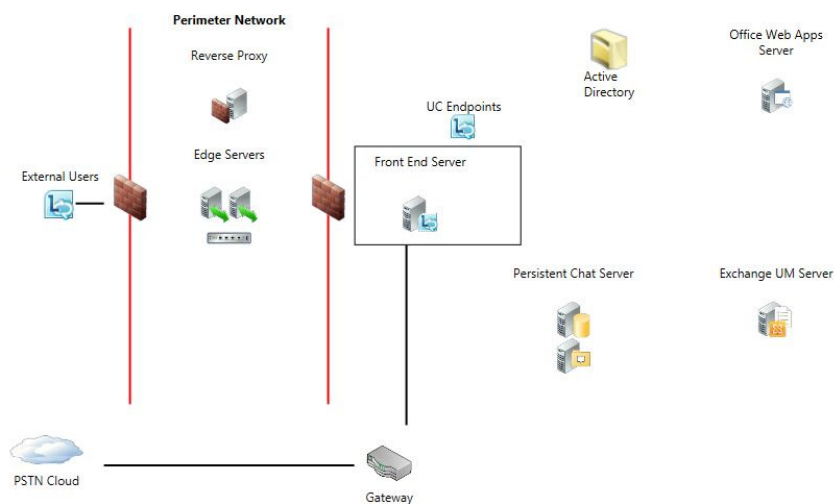 Perimeter Network
Reverse Proxy
Office Web Apps
Server
Active
Directory
UC Endpoints
Edge Servers
Front End Server
External Users
Persistent Chat Server
Exchange UM Server
PSTN Cloud
Gateway